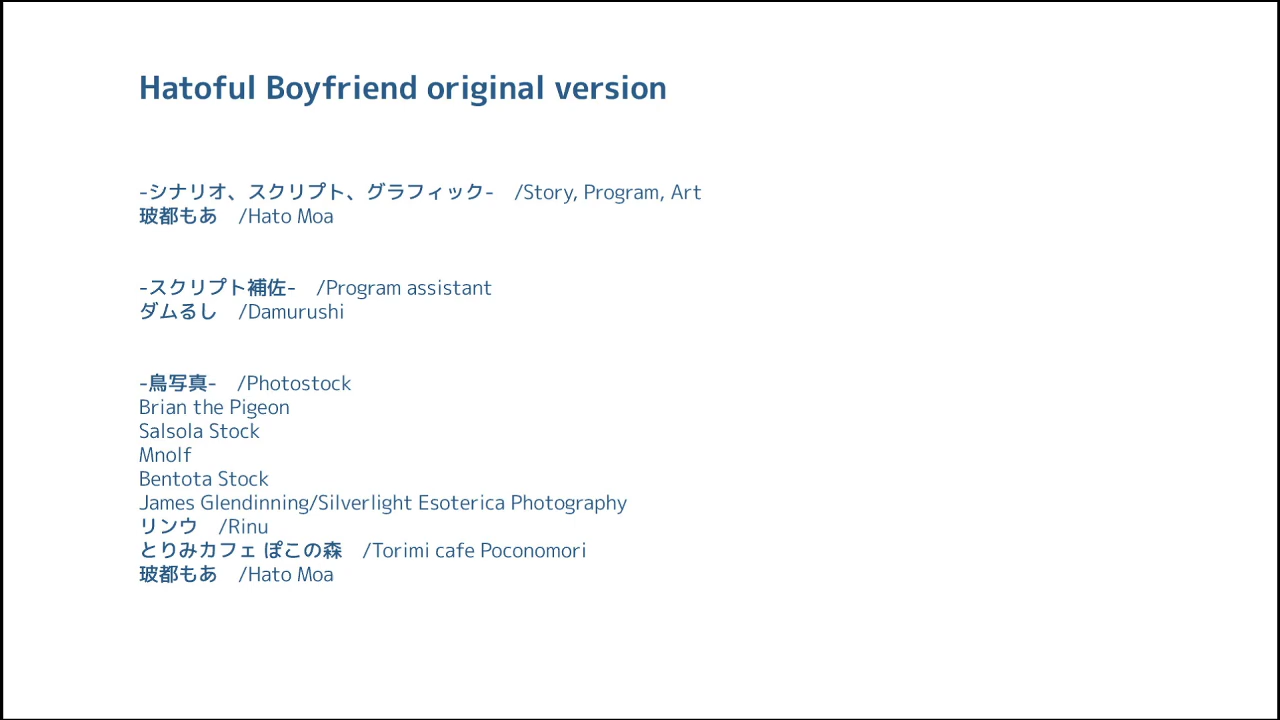 Hatoful Boyfriend original version
-シナリオ、スクリプト、グラフィック-　/Story, Program, Art
玻都もあ　/Hato Moa
-スクリプト補佐-　/Program assistant
ダムるし　/Damurushi
-鳥写真-　/Photostock
Brian the Pigeon
Salsola Stock
Mnolf
Bentota Stock
James Glendinning/Silverlight Esoterica Photography
リンウ　/Rinu
とりみカフェ ぽこの森　/Torimi cafe Poconomori
玻都もあ　/Hato Moa